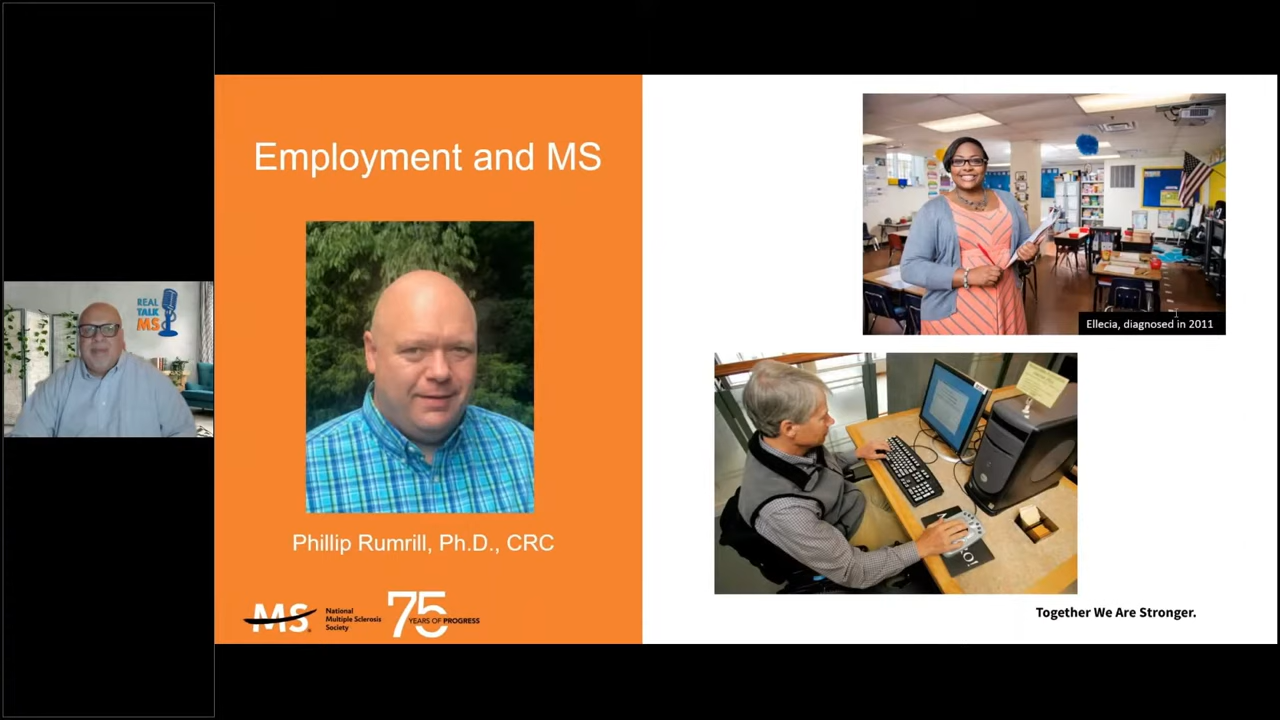 REAL
TALK
MS
Employment and MS
Phillip Rumrill, Ph.D., CRC
MS
National
Multiple Sclerosis
Society
75
YEARS OF PROGRESS
Ellecia, diagnosed in 2011
Together We Are Stronger.